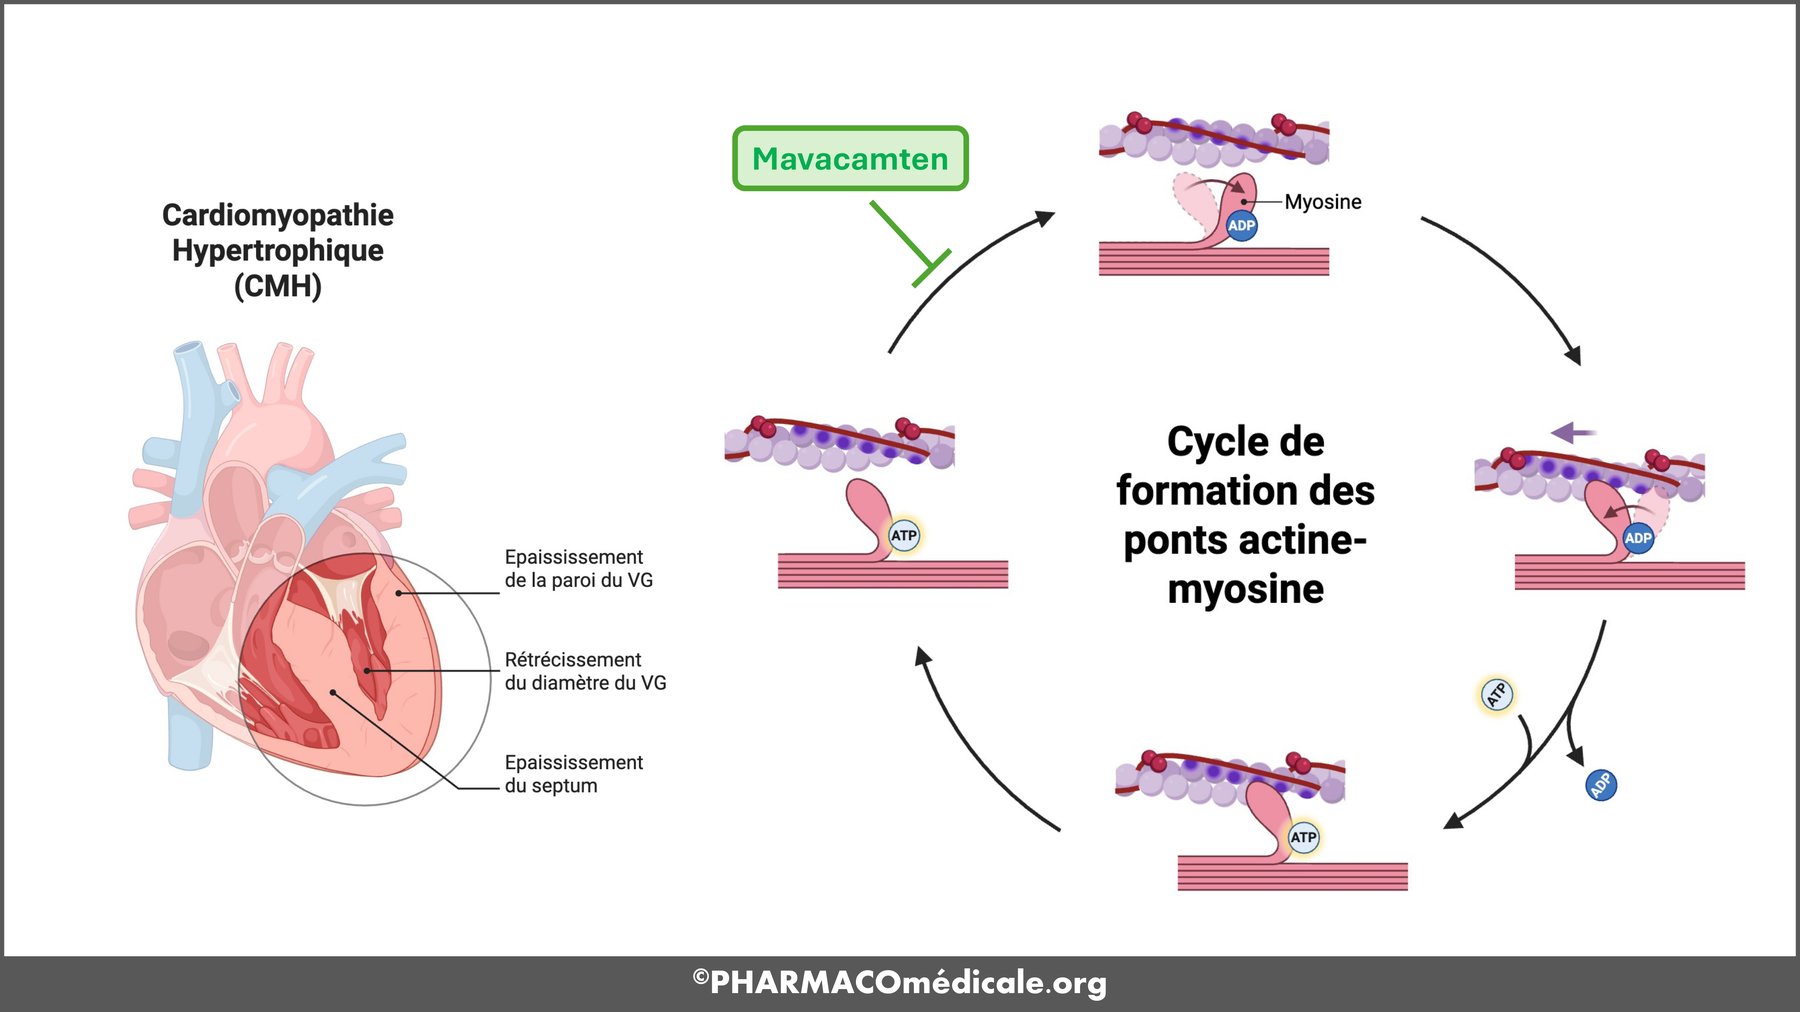 Cardiomyopathie
Hypertrophique
(CMH)
Epaississement
de la paroi du VG
Rétrécissement
du diamètre du VG
Epaississement
du septum
Mavacamten
Myosine
ADP
ADP
ATP
ADP
ATP
ATP
Cycle de
formation des
ponts actine-
myosine
©PHARMACOmédicale.org